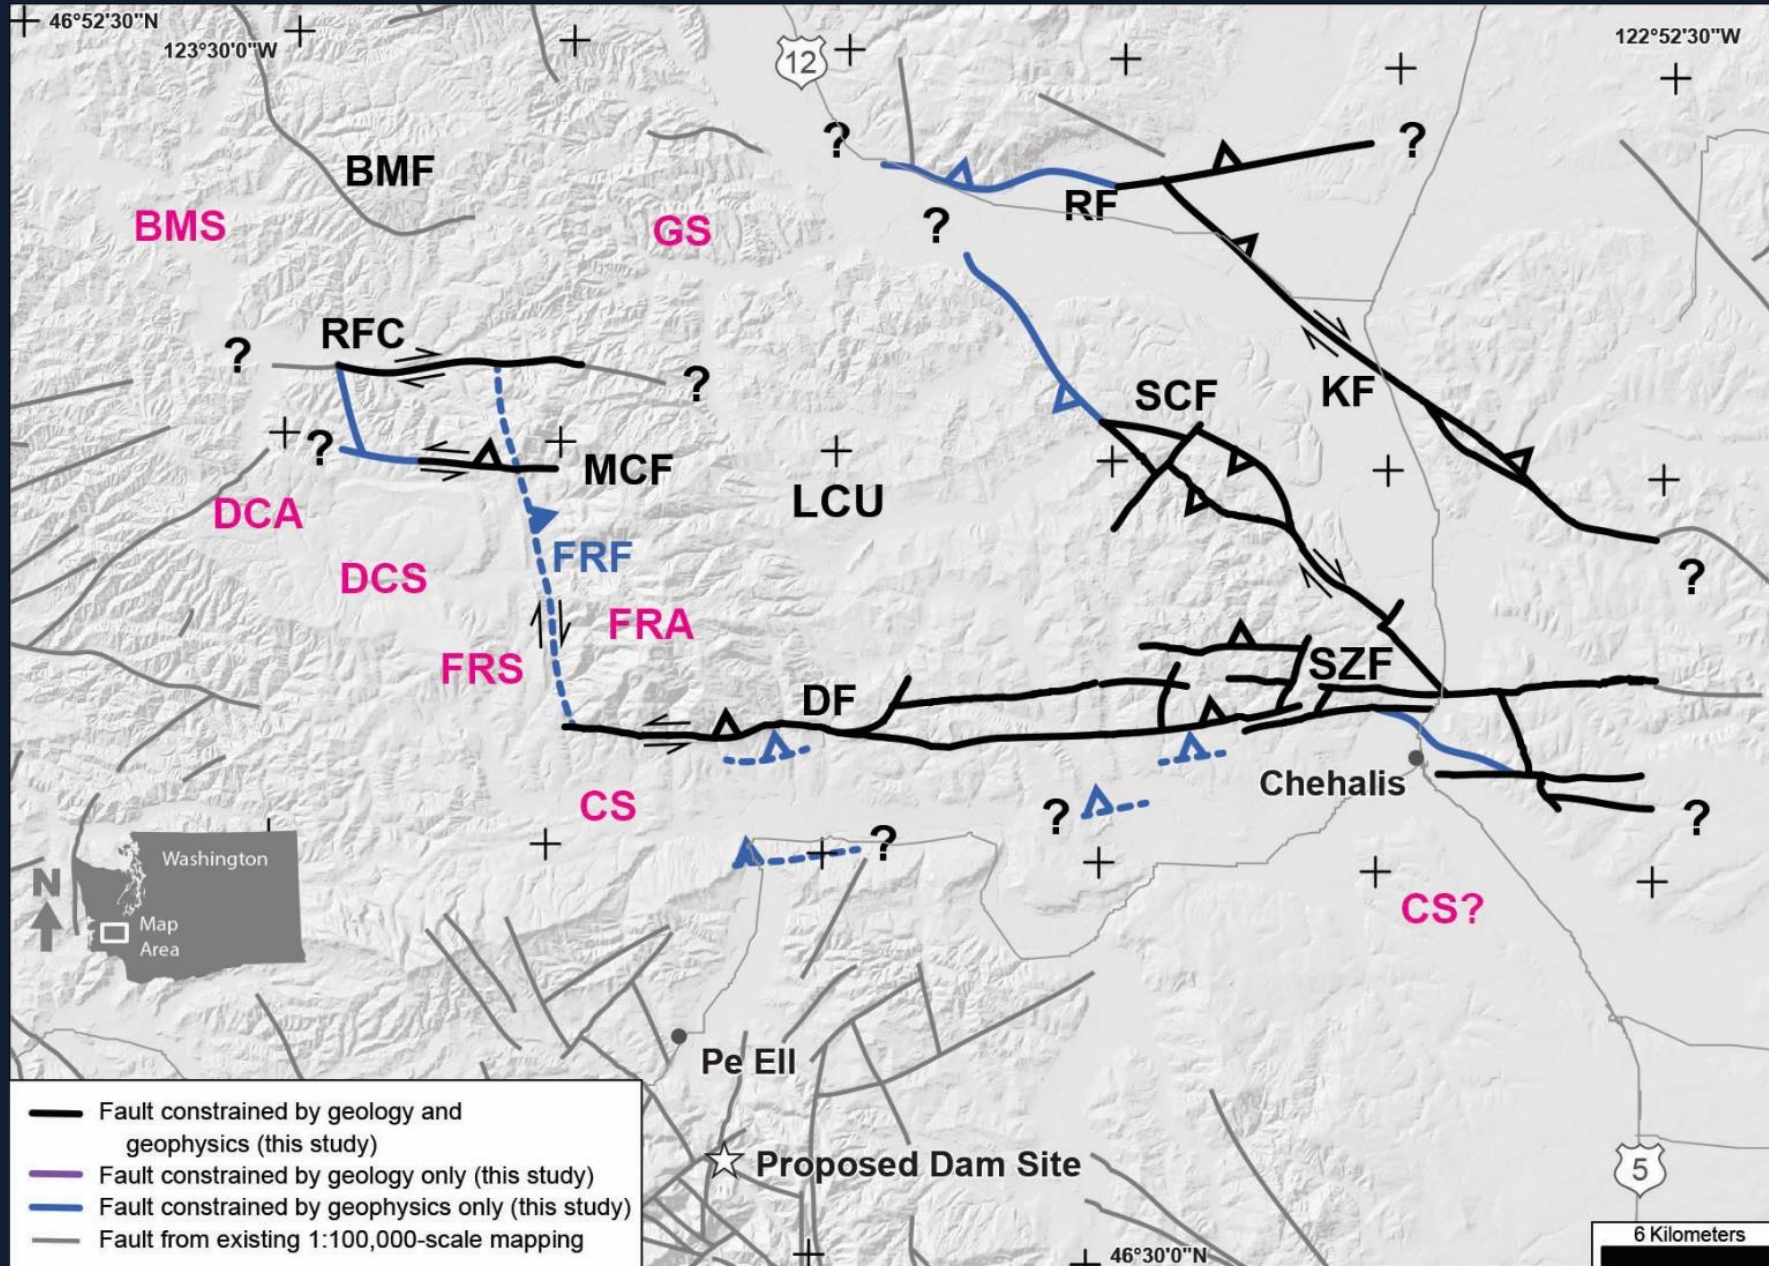 46°52'30"N
123°30'0"W
12
122°52'30"W
?
?
BMF
RF
BMS
GS
?
RFC
?
?
SCF
KF
?
MCF
LCU
DCA
FRF
DCS
?
FRA
FRS
SZF
DF
Chehalis
CS
?
?
?
Washington
N
Map
Area
CS?
Pe Ell
Proposed Dam Site
5
Fault constrained by geology and
geophysics (this study)
Fault constrained by geology only (this study)
Fault constrained by geophysics only (this study)
Fault from existing 1:100,000-scale mapping
46°30'0"N
6 Kilometers